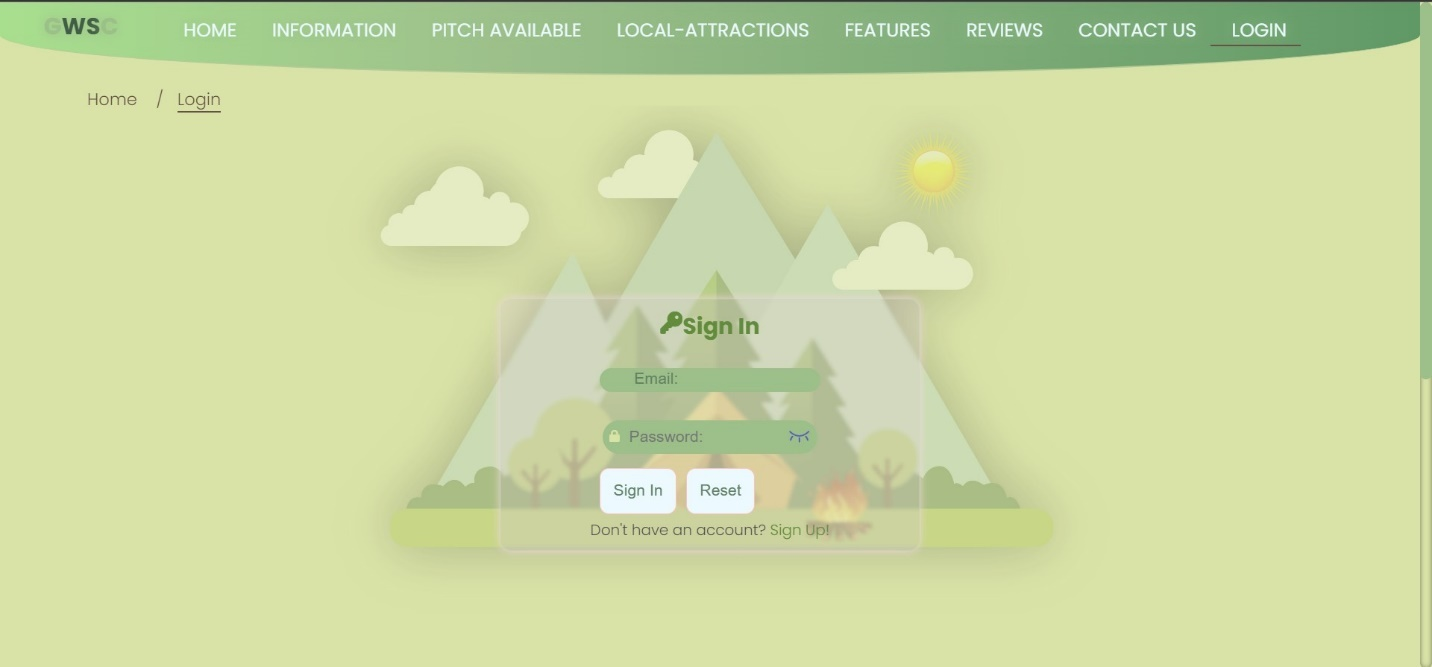 GWSC HOME INFORMATION PITCH AVAILABLE LOCAL-ATTRACTIONS FEATURES REVIEWS CONTACT US LOGIN
Home / Login
Sign In
Email:
Password:
Sign In Reset
Don't have an account? Sign Up!